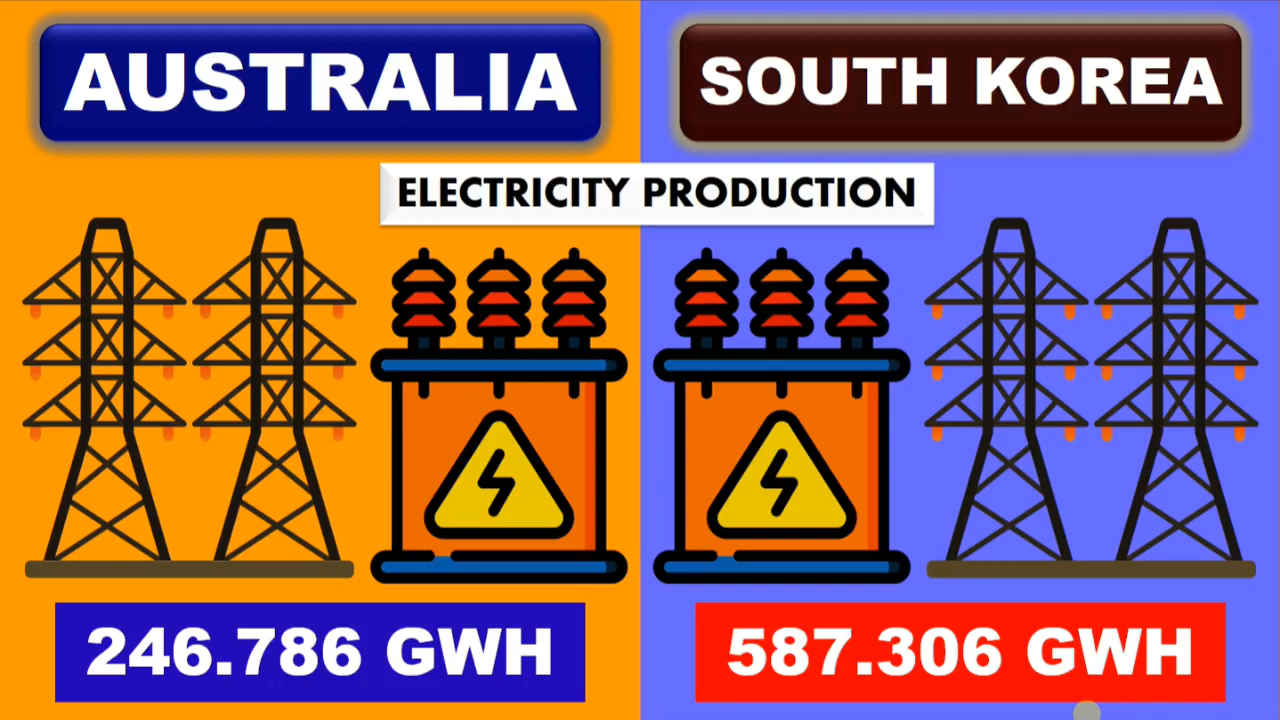 AUSTRALIA
SOUTH KOREA
ELECTRICITY PRODUCTION
246.786 GWH
587.306 GWH